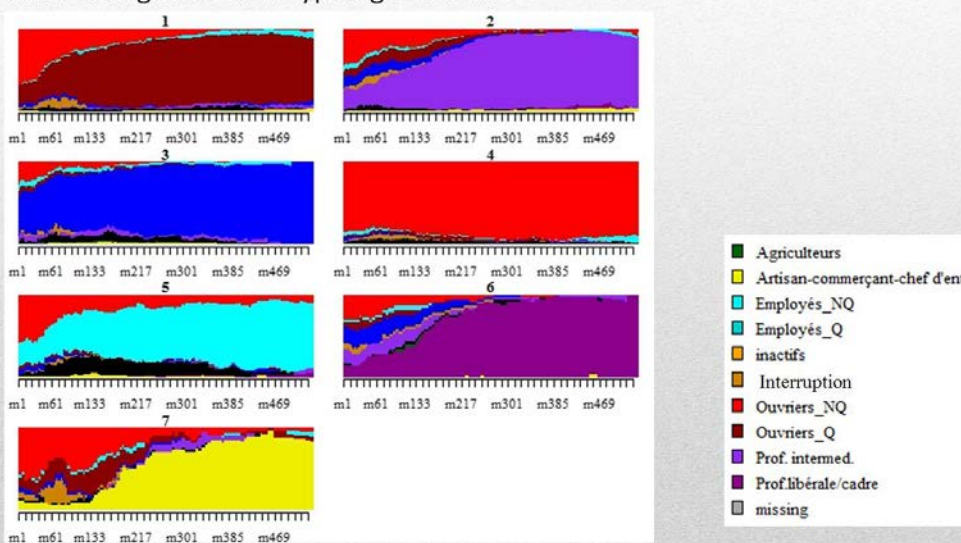 1
2
m1 m61 m133 m217 m301 m385 m469
m1 m61 m133 m217 m301 m385 m469
3
4
m1 m61 m133 m217 m301 m385 m469
m1 m61 m133 m217 m301 m385 m469
5
6
m1 m61 m133 m217 m301 m385 m469
m1 m61 m133 m217 m301 m385 m469
7
m1 m61 m133 m217 m301 m385 m469
Agriculteurs
Artisan-commerçant-chef d'ent
Employés_NQ
Employés_Q
inactifs
Interruption
Ouvriers_NQ
Ouvriers_Q
Prof. intermed.
Prof.libérale/cadre
missing